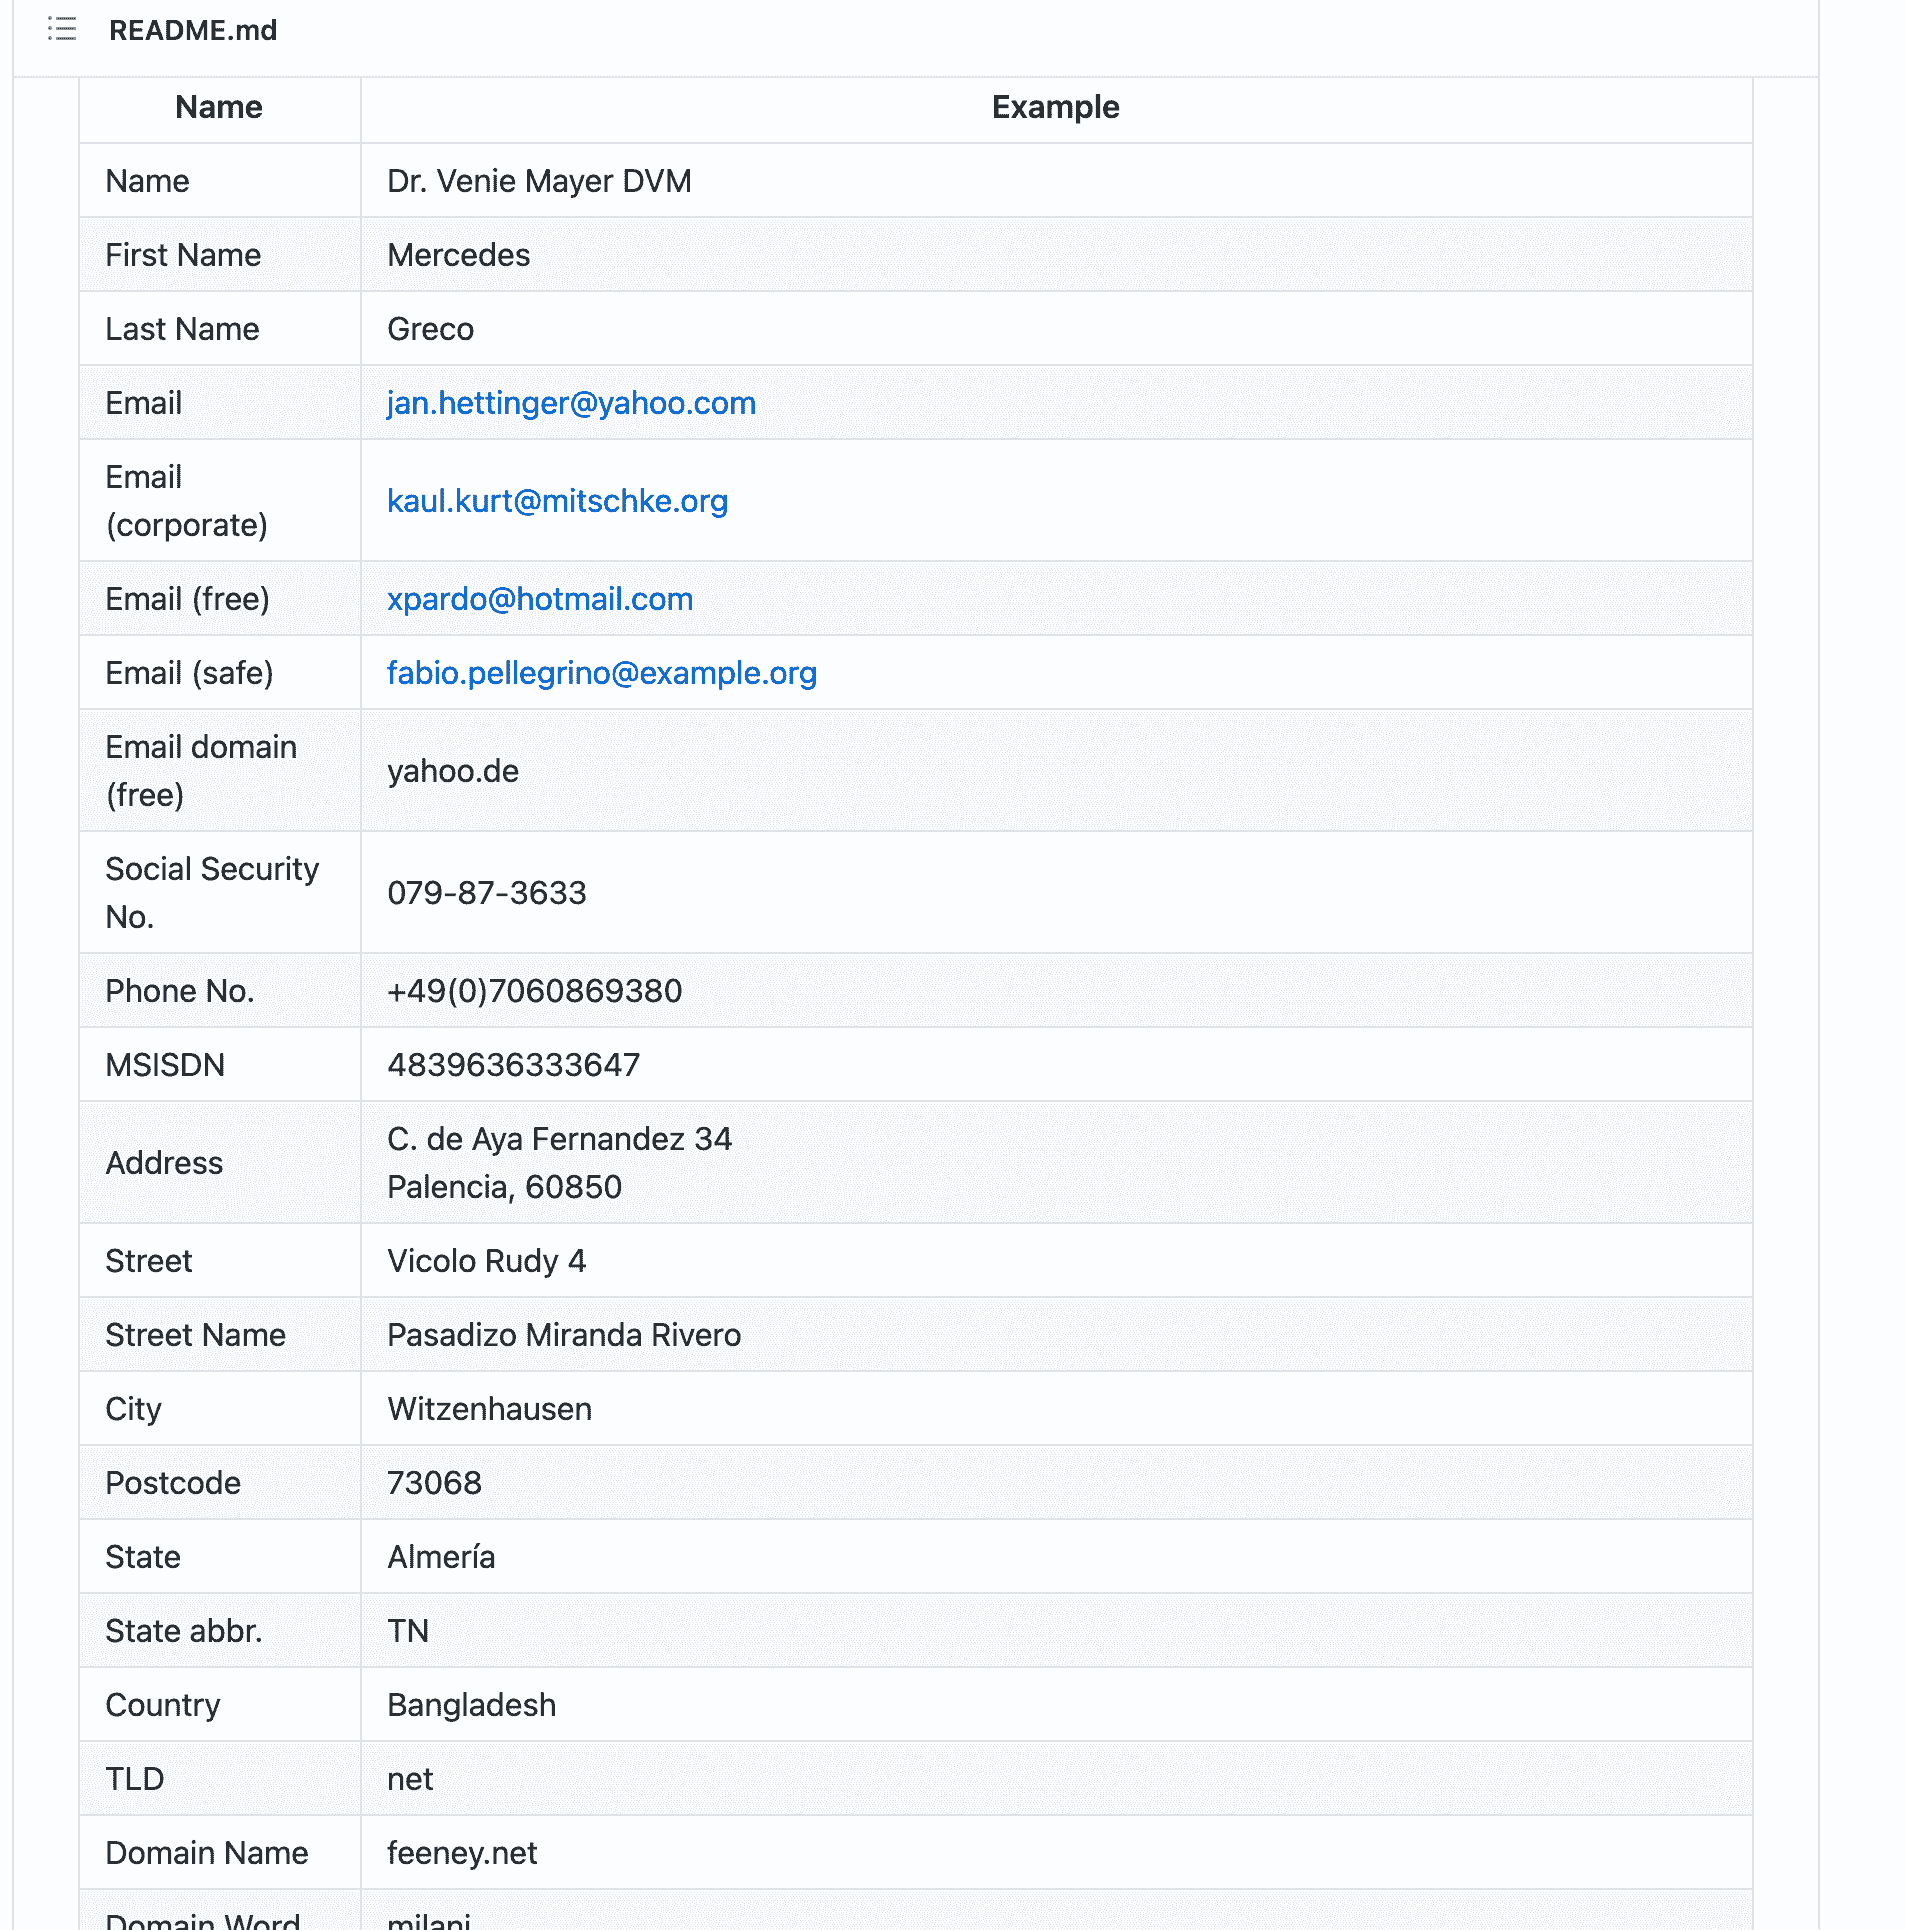 README.md
Name Example
Name Dr. Venie Mayer DVM
First Name Mercedes
Last Name Greco
Email jan.hettinger@yahoo.com
Email
(corporate)
kaul.kurt@mitschke.org
Email (free) xpardo@hotmail.com
Email (safe) fabio.pellegrino@example.org
Email domain
(free)
yahoo.de
Social Security
No.
079-87-3633
Phone No. +49(0)7060869380
MSISDN 4839636333647
Address
C. de Aya Fernandez 34
Palencia, 60850
Street Vicolo Rudy 4
Street Name Pasadizo Miranda Rivero
City Witzenhausen
Postcode 73068
State Almería
State abbr. TN
Country Bangladesh
TLD net
Domain Name feeney.net
Domain Word milani